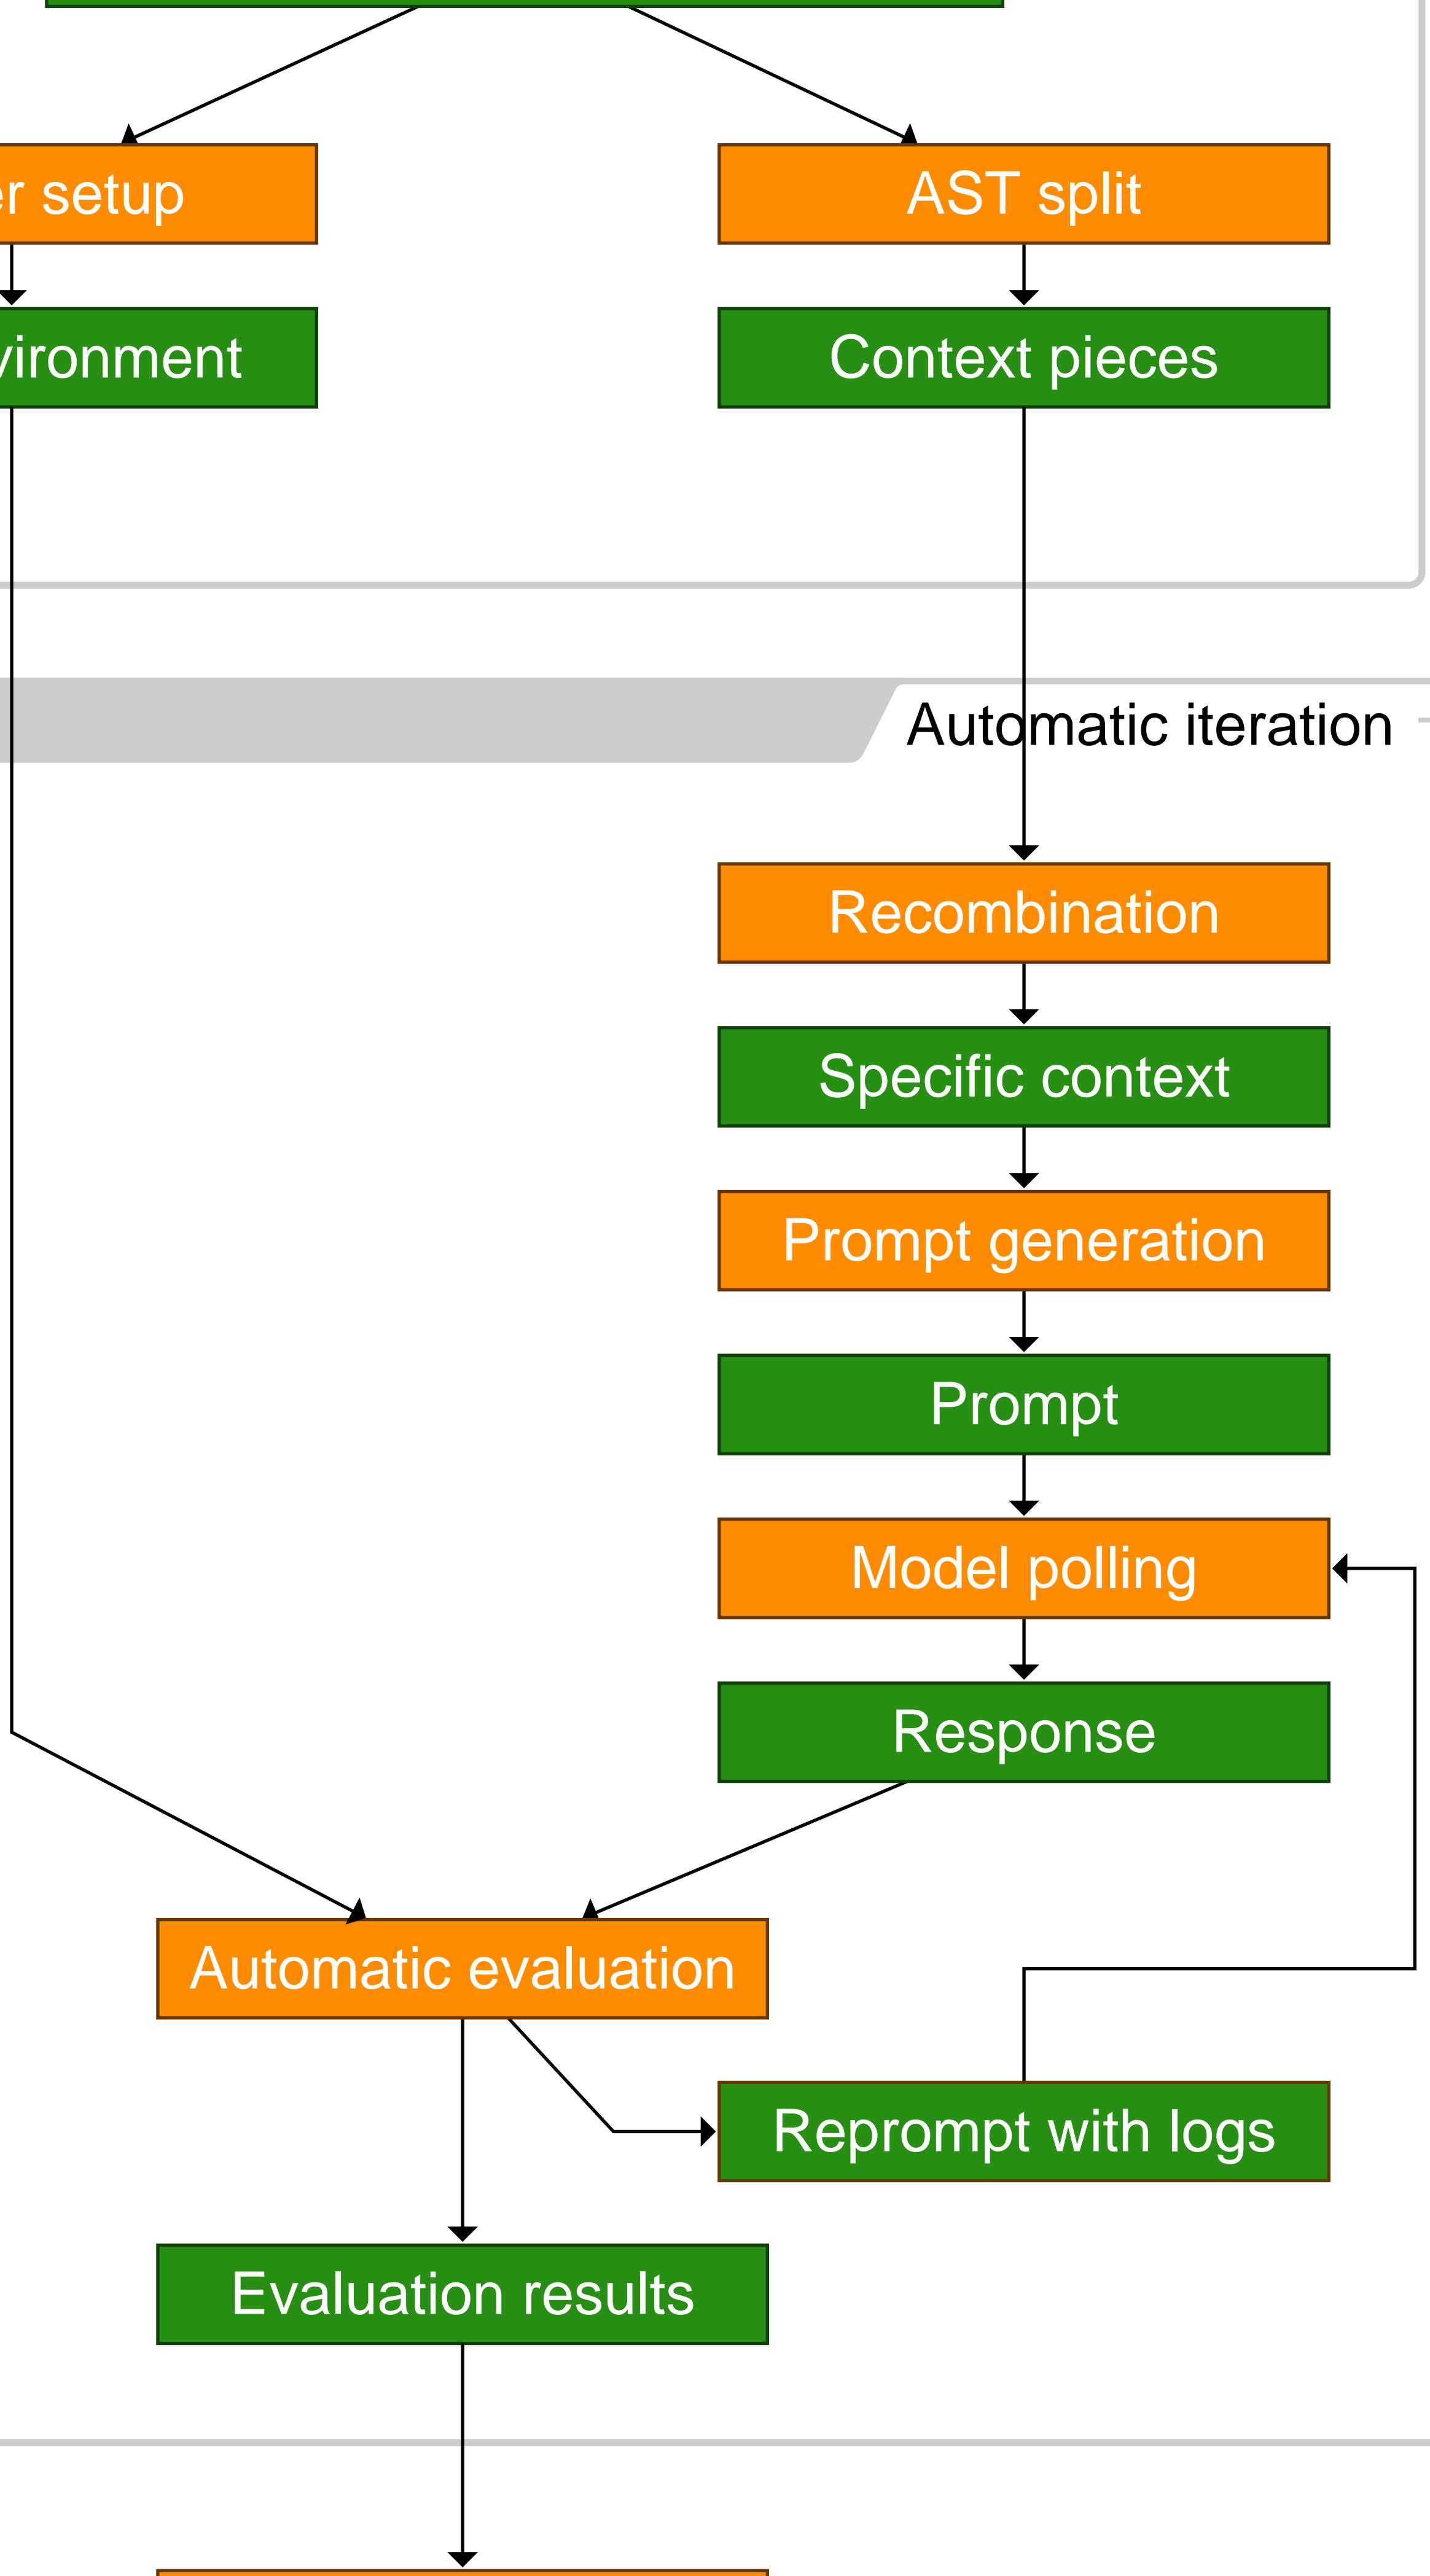 er setup
AST split
vironment
Context pieces
Automatic iteration
Recombination
Specific context
Prompt generation
Prompt
Model polling
Response
Automatic evaluation
Reprompt with logs
Evaluation results